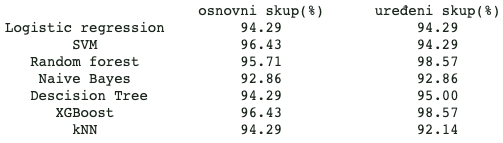 osnovni skup(%) uređeni skup(%)
Logistic regression 94.29 94.29
SVM 96.43 94.29
Random forest 95.71 98.57
Naive Bayes 92.86 92.86
Descision Tree 94.29 95.00
XGBoost 96.43 98.57
kNN 94.29 92.14